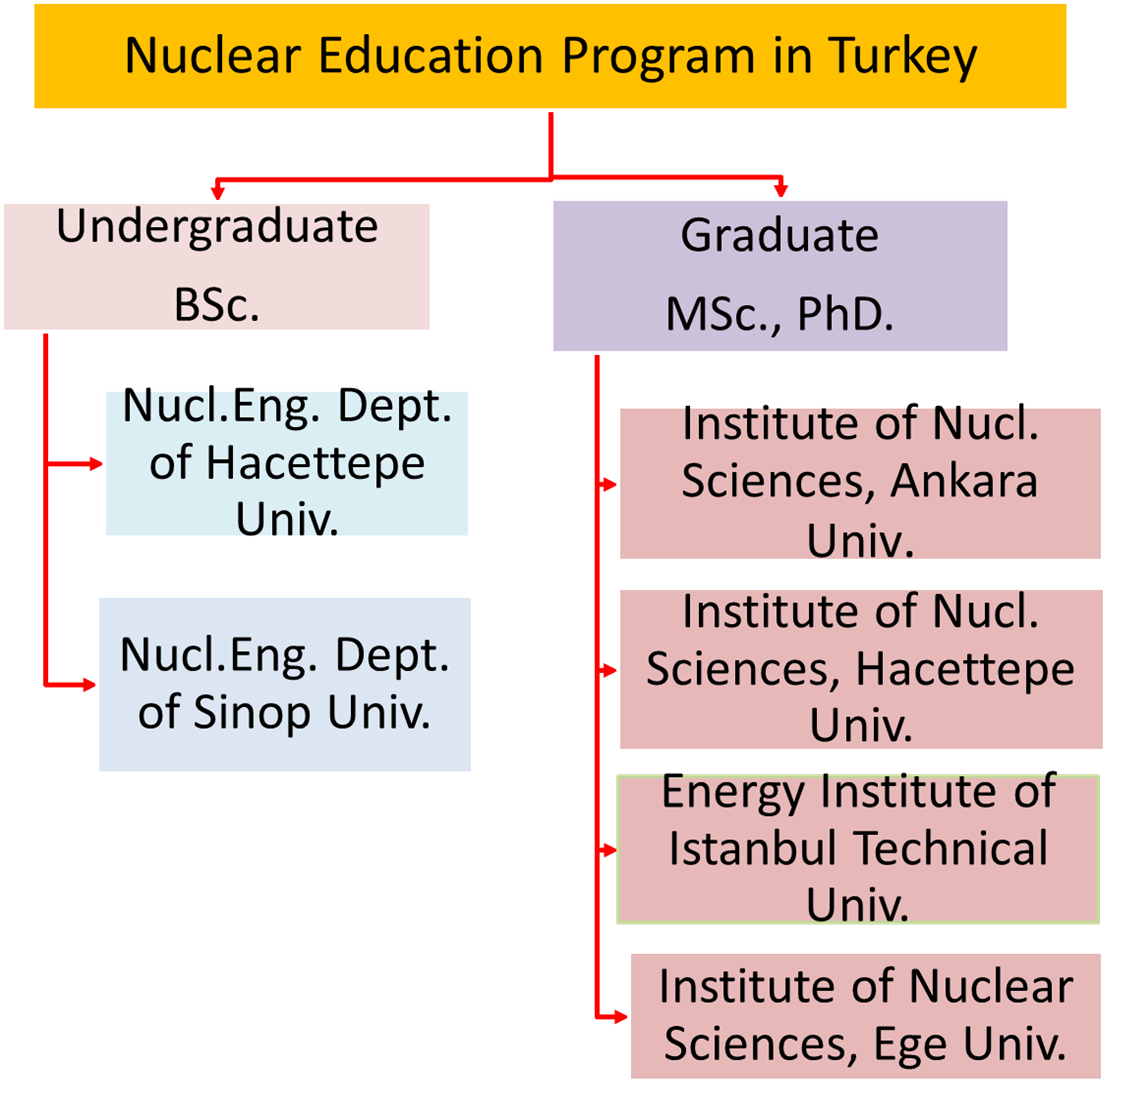 Nuclear Education Program in Turkey
Undergraduate
BSc.
Nucl.Eng. Dept.
of Hacettepe
Univ.
Nucl.Eng. Dept.
of Sinop Univ.
Graduate
MSc., PhD.
Institute of Nucl.
Sciences, Ankara
Univ.
Institute of Nucl.
Sciences, Hacettepe
Univ.
Energy Institute of
Istanbul Technical
Univ.
Institute of Nuclear
Sciences, Ege Univ.